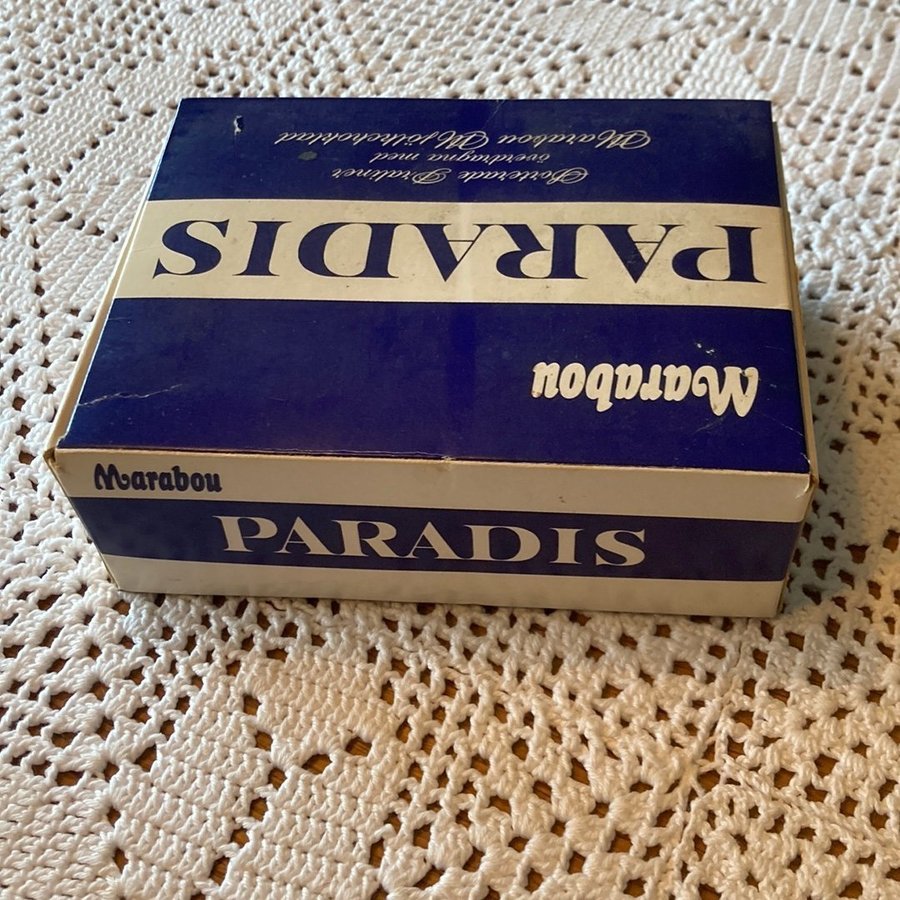 Marabou
PARADIS
Sorterade Praliner
överdragna med
Marabou Mjölkchoklad
Marabou
PARADIS